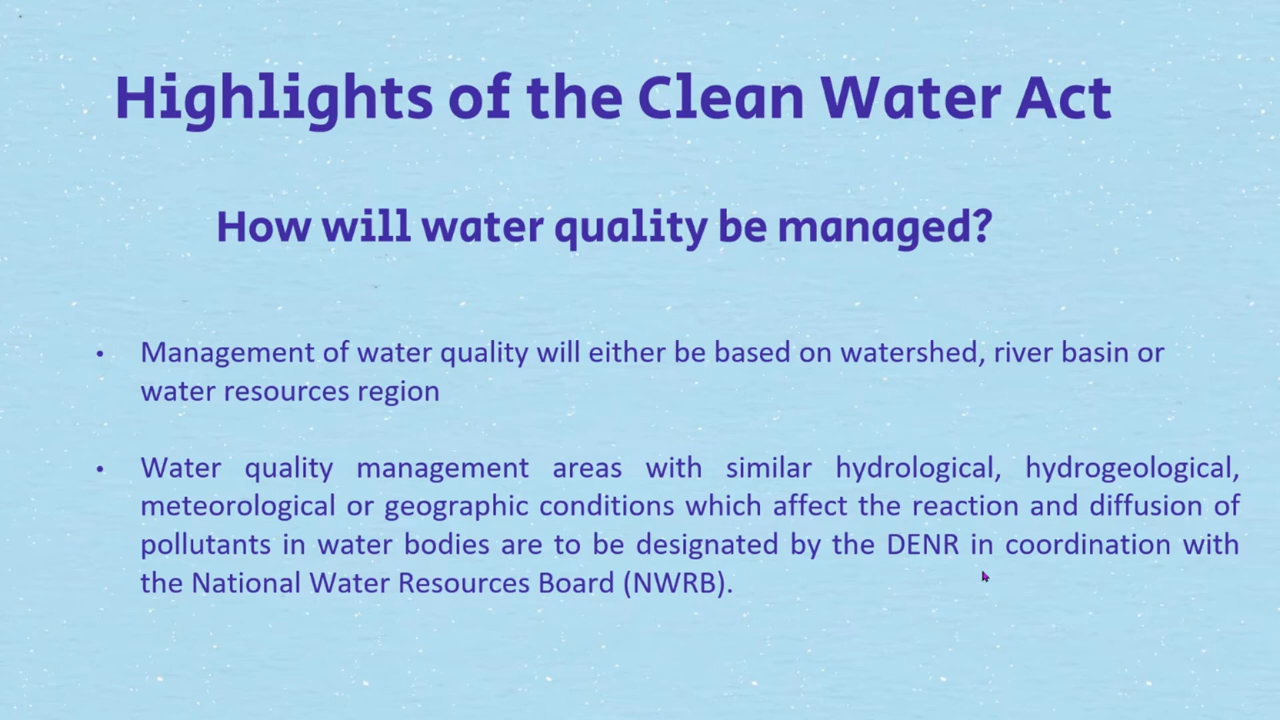 Highlights of the Clean Water Act
How will water quality be managed?
• Management of water quality will either be based on watershed, river basin or
water resources region
• Water quality management areas with similar hydrological, hydrogeological,
meteorological or geographic conditions which affect the reaction and diffusion of
pollutants in water bodies are to be designated by the DENR in coordination with
the National Water Resources Board (NWRB).